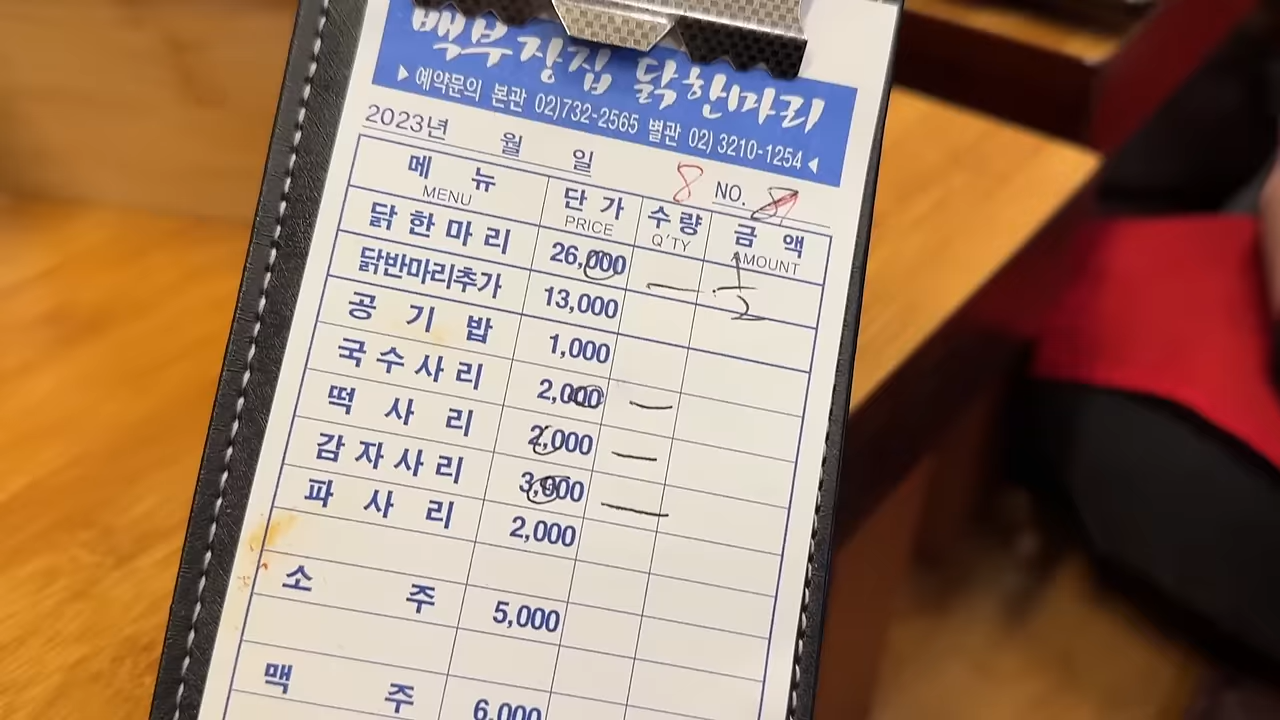 백부장집 닭한마리
▶ 예약문의 본관 02)732-2565 별관 02) 3210-1254 ◀
2023년 월 일 8 NO. 8
메 뉴 단 가 수 량 금 액
MENU PRICE Q'TY AMOUNT
닭 한 마 리 26,000 — 1/2
닭반마리추가 13,000
공 기 밥 1,000
국 수 사 리 2,000 —
떡 사 리 2,000 —
감 자 사 리 3,000 —
파 사 리 2,000
소 주 5,000
맥 주 6,000